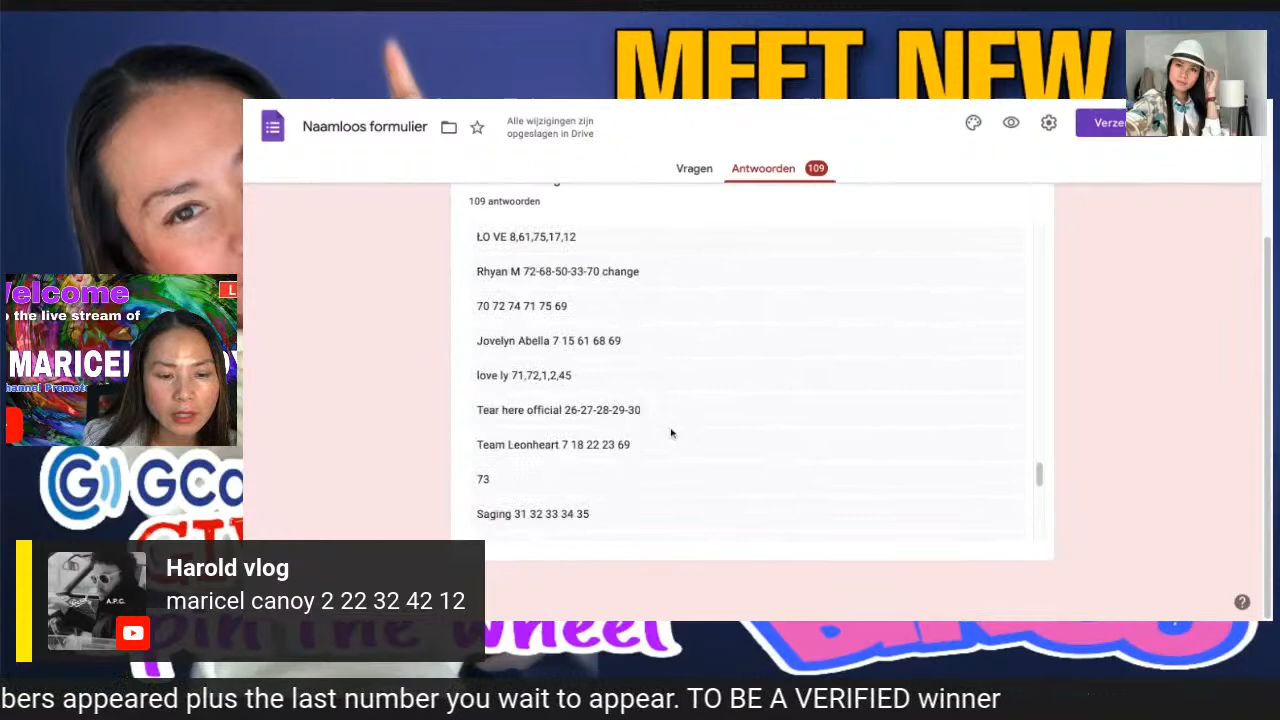 MEET NEW
Naamloos formulier
Alle wijzigingen zijn
opgeslagen in Drive
Vragen
Antwoorden 109
109 antwoorden
ŁO VE 8,61,75,17,12
Rhyan M 72-68-50-33-70 change
70 72 74 71 75 69
Jovelyn Abella 7 15 61 68 69
love ly 71,72,1,2,45
Tear here official 26-27-28-29-30
Team Leonheart 7 18 22 23 69
73
Saging 31 32 33 34 35
the live stream of
MARICEL
Harold vlog
maricel canoy 2 22 32 42 12
A.P.C.
the wheel
bers appeared plus the last number you wait to appear. TO BE A VERIFIED winner